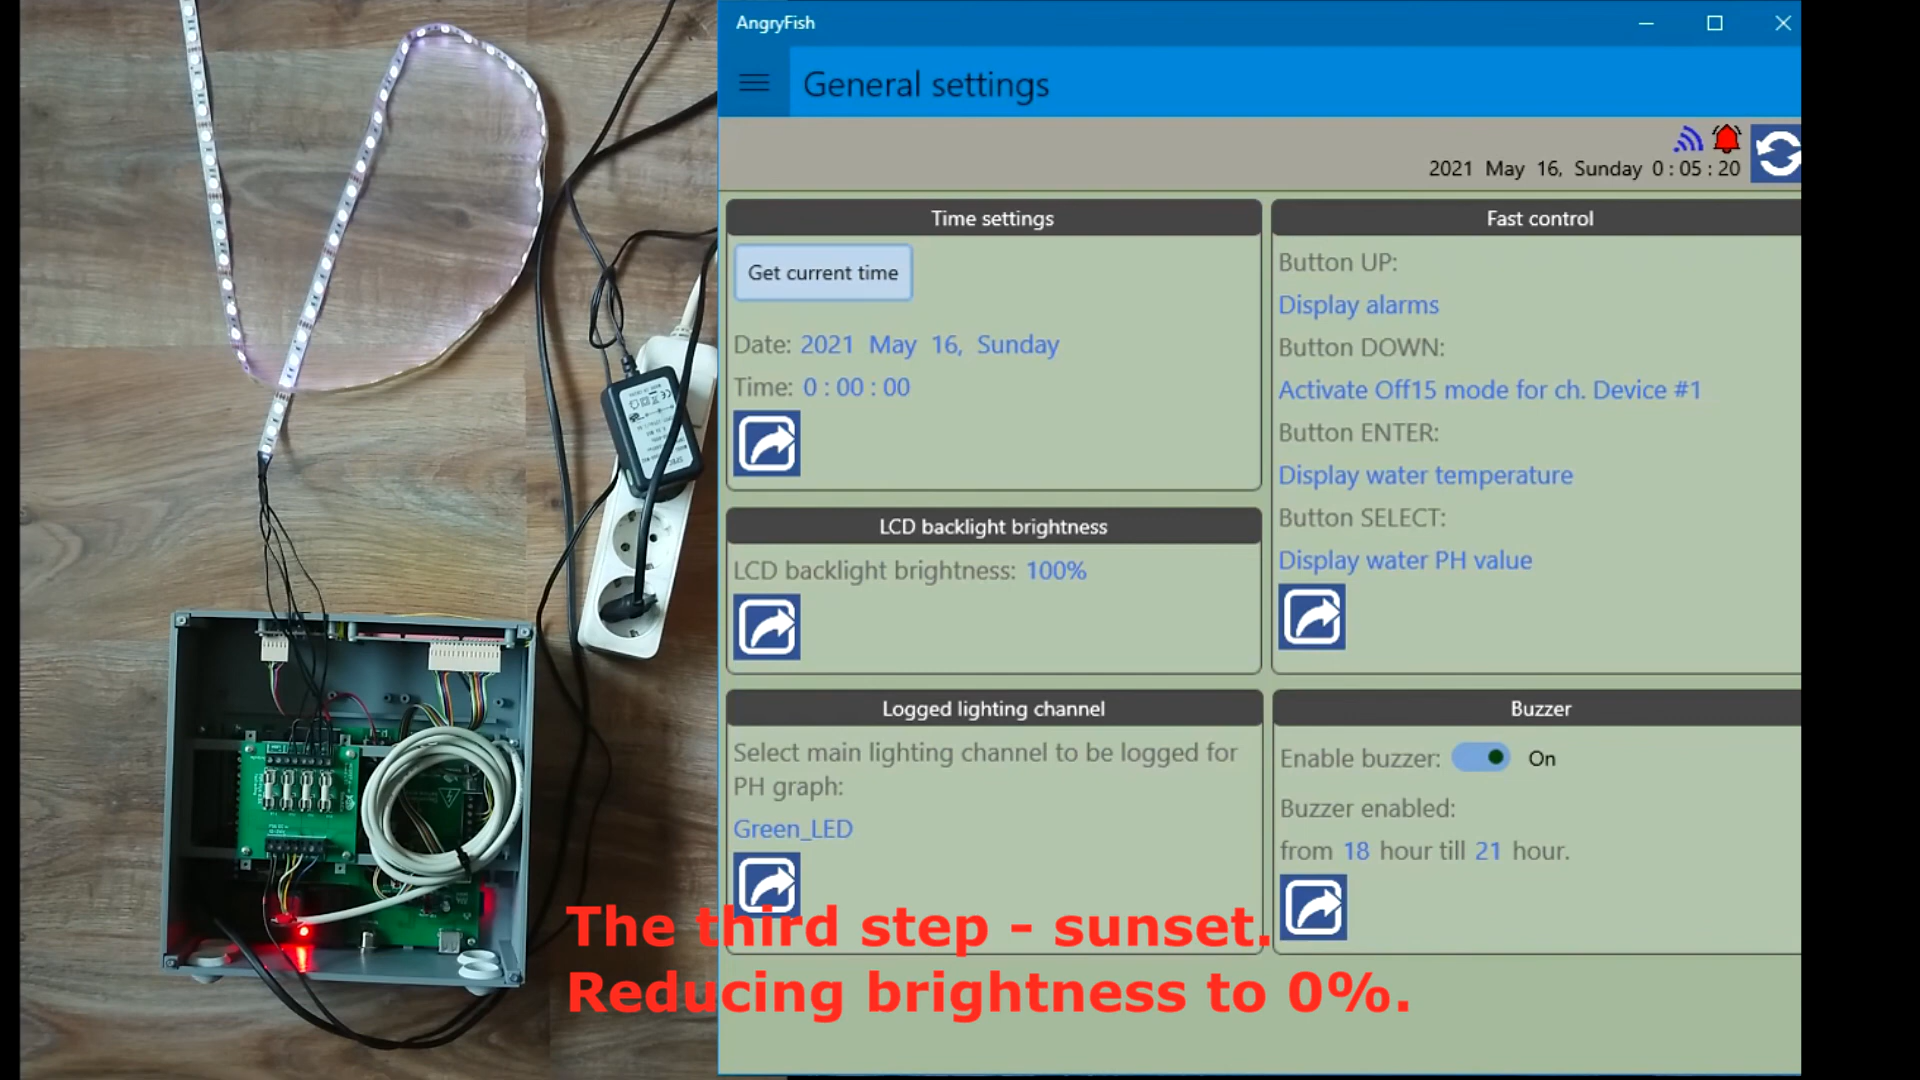 AngryFish
General settings
2021 May 16, Sunday 0 : 05 : 20
Time settings
Get current time
Date: 2021 May 16, Sunday
Time: 0 : 00 : 00
LCD backlight brightness
LCD backlight brightness: 100%
Logged lighting channel
Select main lighting channel to be logged for
PH graph:
Green_LED
Fast control
Button UP:
Display alarms
Button DOWN:
Activate Off15 mode for ch. Device #1
Button ENTER:
Display water temperature
Button SELECT:
Display water PH value
Buzzer
Enable buzzer: On
Buzzer enabled:
from 18 hour till 21 hour.
The third step - sunset.
Reducing brightness to 0%.